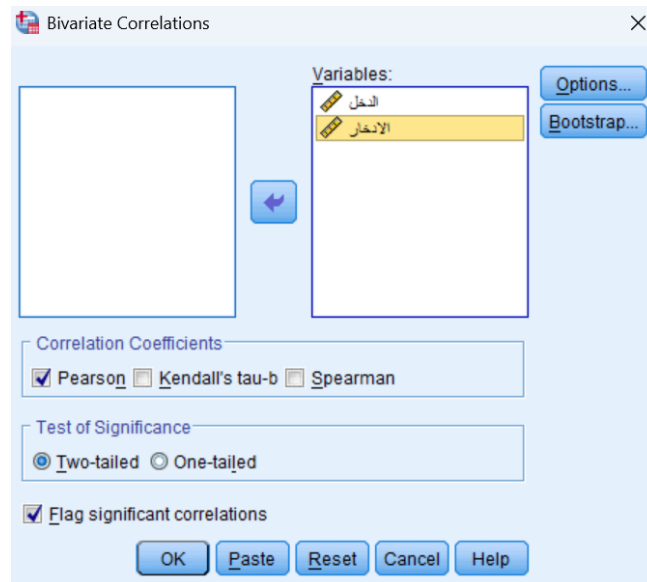 Bivariate Correlations
Variables:
الدخل
الادخار
Options...
Bootstrap...
Correlation Coefficients
Pearson Kendall's tau-b Spearman
Test of Significance
Two-tailed One-tailed
Flag significant correlations
OK Paste Reset Cancel Help